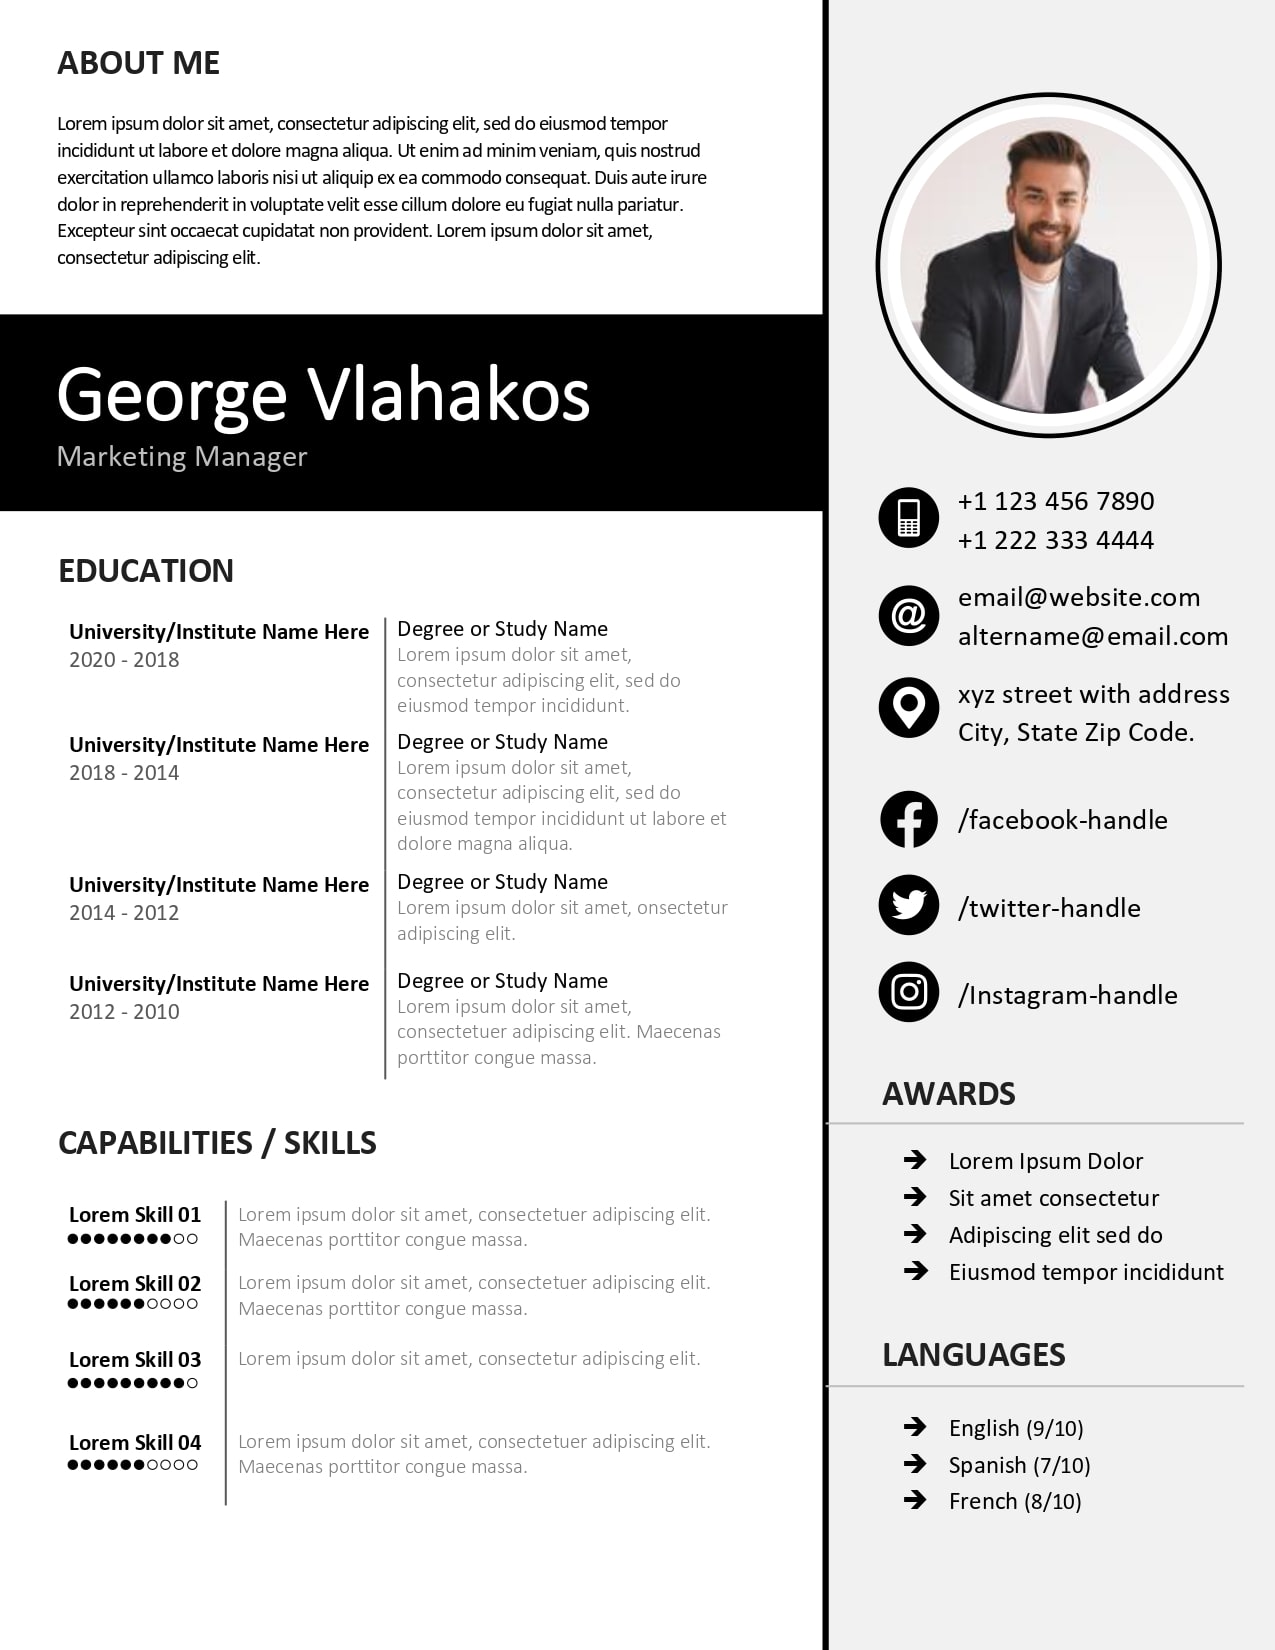 ABOUT ME
Lorem ipsum dolor sit amet, consectetur adipiscing elit, sed do eiusmod tempor
incididunt ut labore et dolore magna aliqua. Ut enim ad minim veniam, quis nostrud
exercitation ullamco laboris nisi ut aliquip ex ea commodo consequat. Duis aute irure
dolor in reprehenderit in voluptate velit esse cillum dolore eu fugiat nulla pariatur.
Excepteur sint occaecat cupidatat non provident. Lorem ipsum dolor sit amet,
consectetur adipiscing elit.
George Vlahakos
Marketing Manager
EDUCATION
University/Institute Name Here
2020 - 2018
Degree or Study Name
Lorem ipsum dolor sit amet,
consectetur adipiscing elit, sed do
eiusmod tempor incididunt.
University/Institute Name Here
2018 - 2014
Degree or Study Name
Lorem ipsum dolor sit amet,
consectetur adipiscing elit, sed do
eiusmod tempor incididunt ut labore et
dolore magna aliqua.
University/Institute Name Here
2014 - 2012
Degree or Study Name
Lorem ipsum dolor sit amet, onsectetur
adipiscing elit.
University/Institute Name Here
2012 - 2010
Degree or Study Name
Lorem ipsum dolor sit amet,
consectetuer adipiscing elit. Maecenas
porttitor congue massa.
CAPABILITIES / SKILLS
Lorem Skill 01
Lorem ipsum dolor sit amet, consectetuer adipiscing elit.
Maecenas porttitor congue massa.
Lorem Skill 02
Lorem ipsum dolor sit amet, consectetuer adipiscing elit.
Maecenas porttitor congue massa.
Lorem Skill 03
Lorem ipsum dolor sit amet, consectetur adipiscing elit.
Lorem Skill 04
Lorem ipsum dolor sit amet, consectetuer adipiscing elit.
Maecenas porttitor congue massa.
+1 123 456 7890
+1 222 333 4444
email@website.com
altername@email.com
xyz street with address
City, State Zip Code.
/facebook-handle
/twitter-handle
/Instagram-handle
AWARDS
Lorem Ipsum Dolor
Sit amet consectetur
Adipiscing elit sed do
Eiusmod tempor incididunt
LANGUAGES
English (9/10)
Spanish (7/10)
French (8/10)